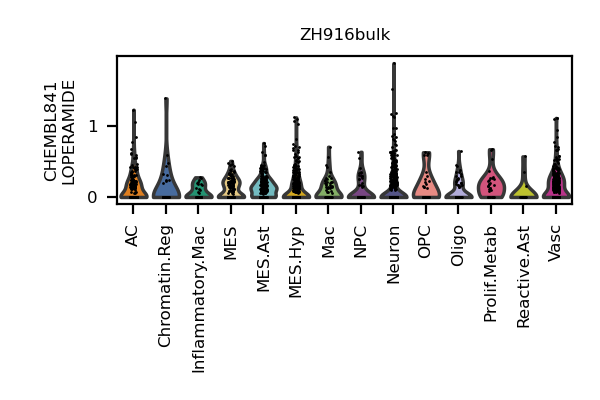 ZH916bulk
CHEMBL841
LOPERAMIDE
1
0
AC
Chromatin.Reg
Inflammatory.Mac
MES
MES.Ast
MES.Hyp
Mac
NPC
Neuron
OPC
Oligo
Prolif.Metab
Reactive.Ast
Vasc